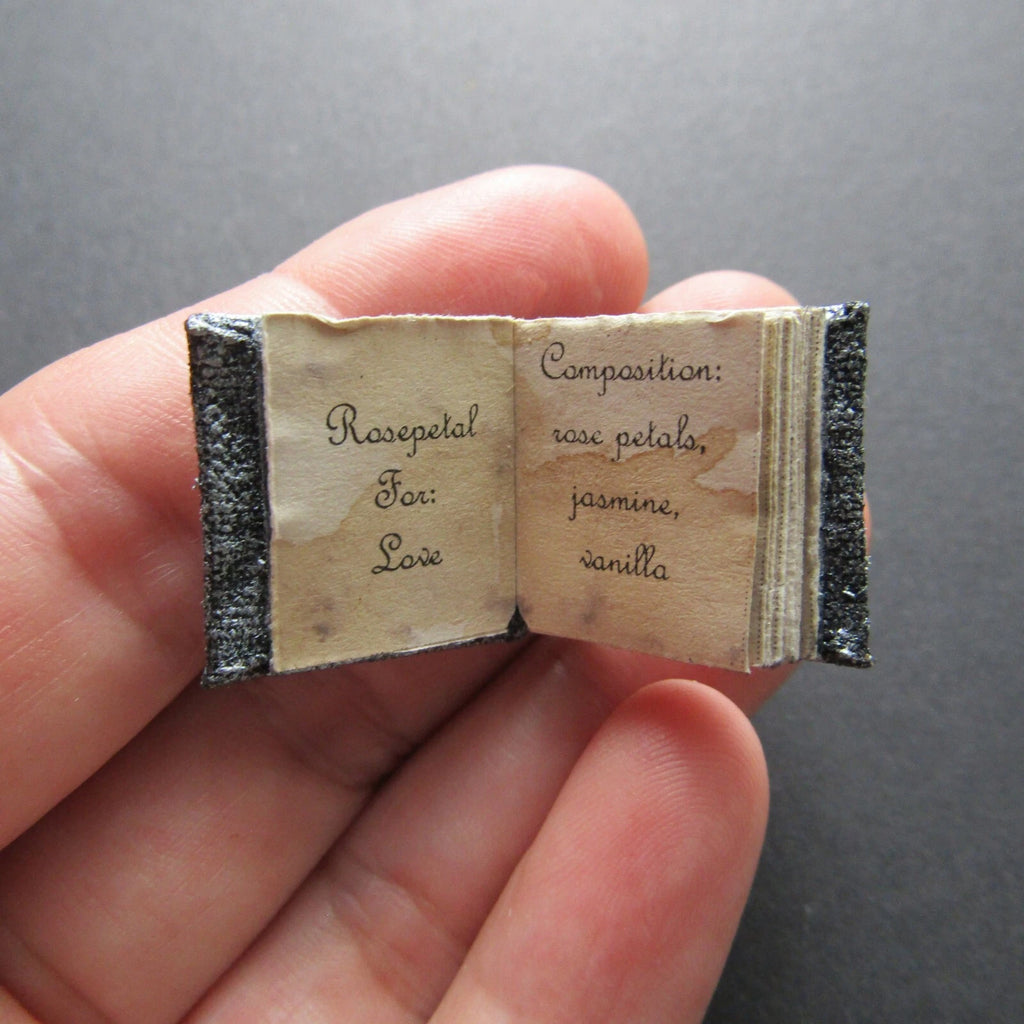 Rosepetal
For:
Love
Composition:
rose petals,
jasmine,
vanilla